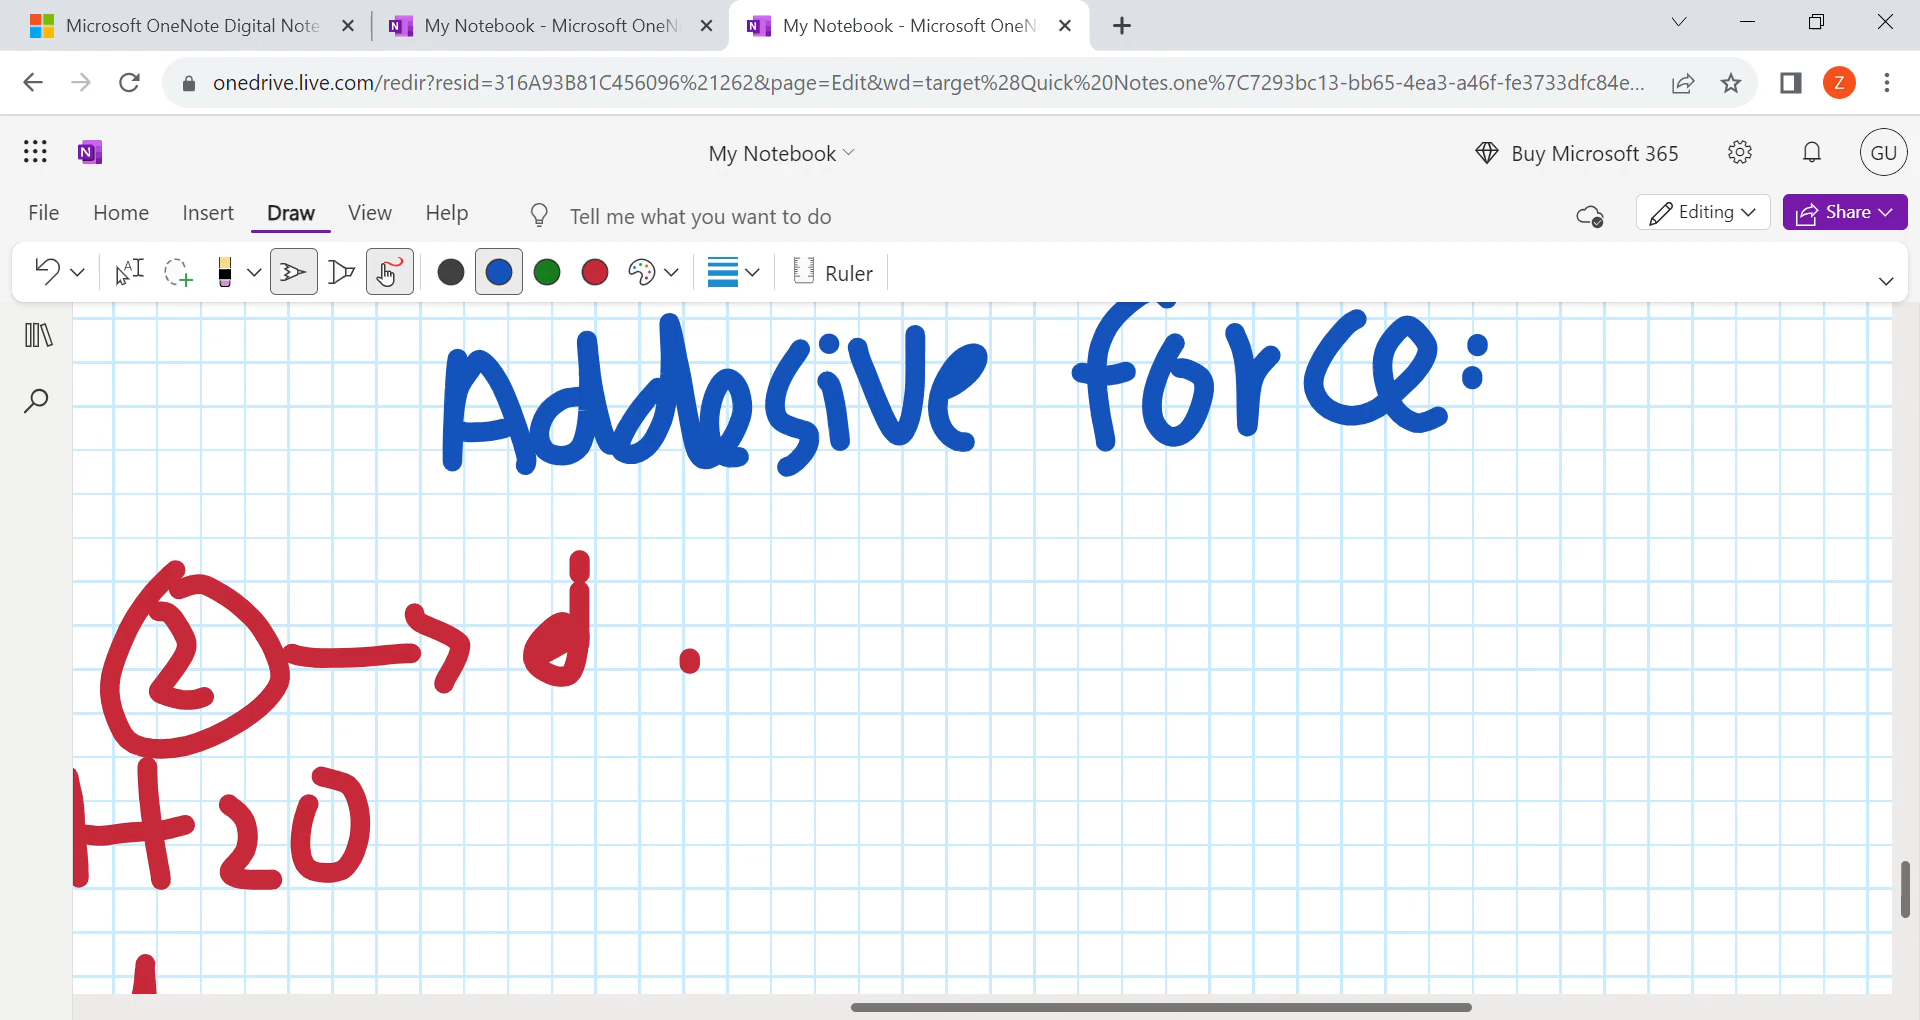 Microsoft OneNote Digital Note
My Notebook - Microsoft OneN
My Notebook - Microsoft OneN
onedrive.live.com/redir?resid=316A93B81C456096%21262&page=Edit&wd=target%28Quick%20Notes.one%7C7293bc13-bb65-4ea3-a46f-fe3733dfc84e...
Z
N
My Notebook
Buy Microsoft 365
GU
File Home Insert Draw View Help
Tell me what you want to do
Editing
Share
Ruler
Addesive force:
2 → d .
H20